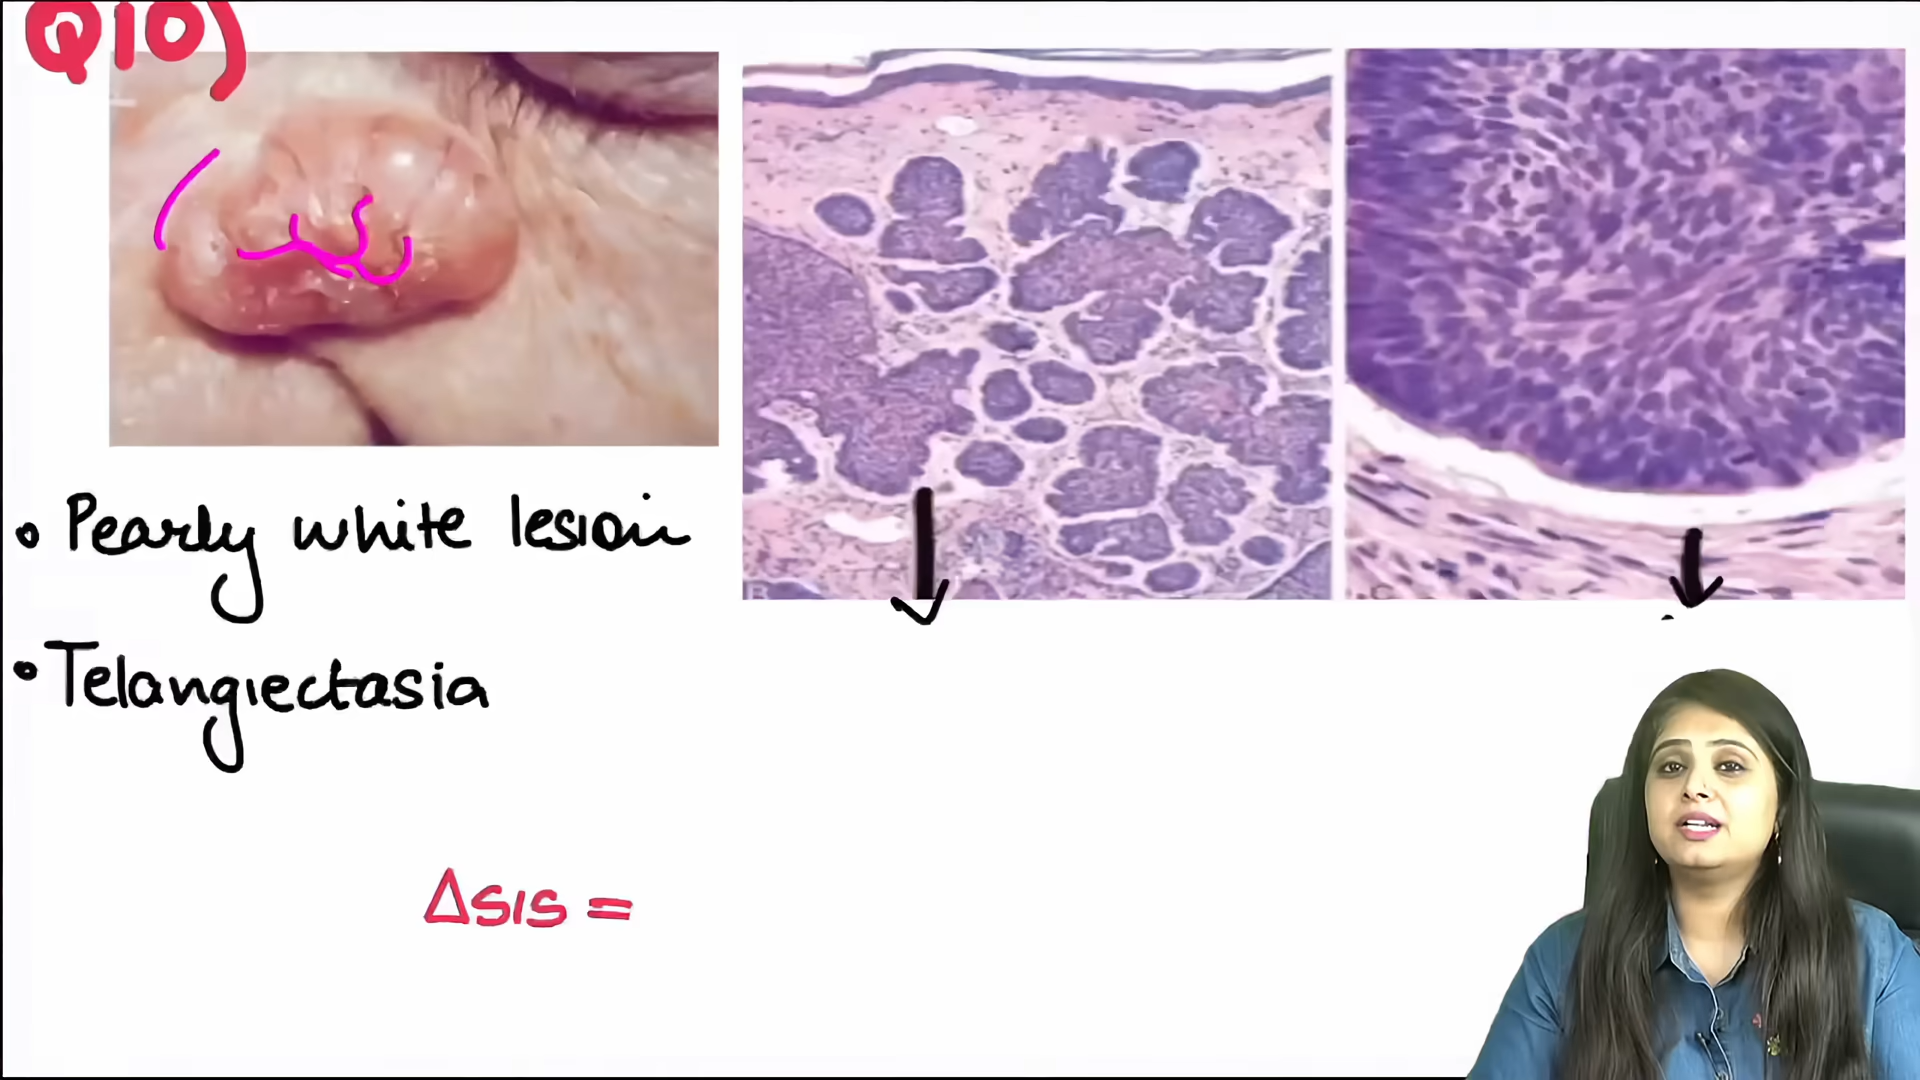 Q10)
• Pearly white lesion
• Telangiectasia
Δsis =